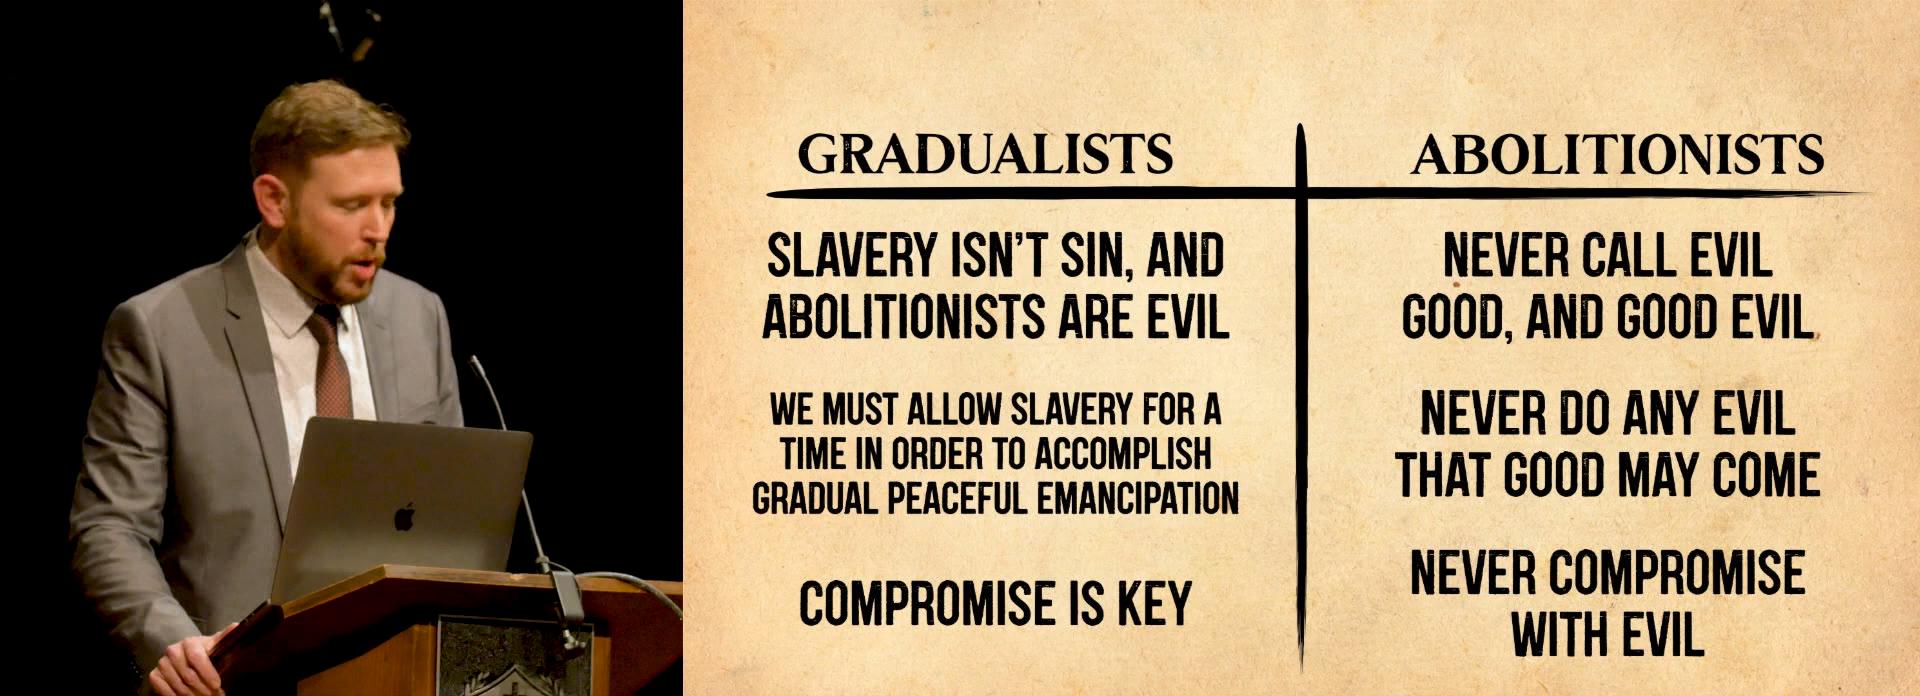 GRADUALISTS
ABOLITIONISTS
SLAVERY ISN'T SIN, AND
ABOLITIONISTS ARE EVIL
WE MUST ALLOW SLAVERY FOR A
TIME IN ORDER TO ACCOMPLISH
GRADUAL PEACEFUL EMANCIPATION
COMPROMISE IS KEY
NEVER CALL EVIL
GOOD, AND GOOD EVIL
NEVER DO ANY EVIL
THAT GOOD MAY COME
NEVER COMPROMISE
WITH EVIL